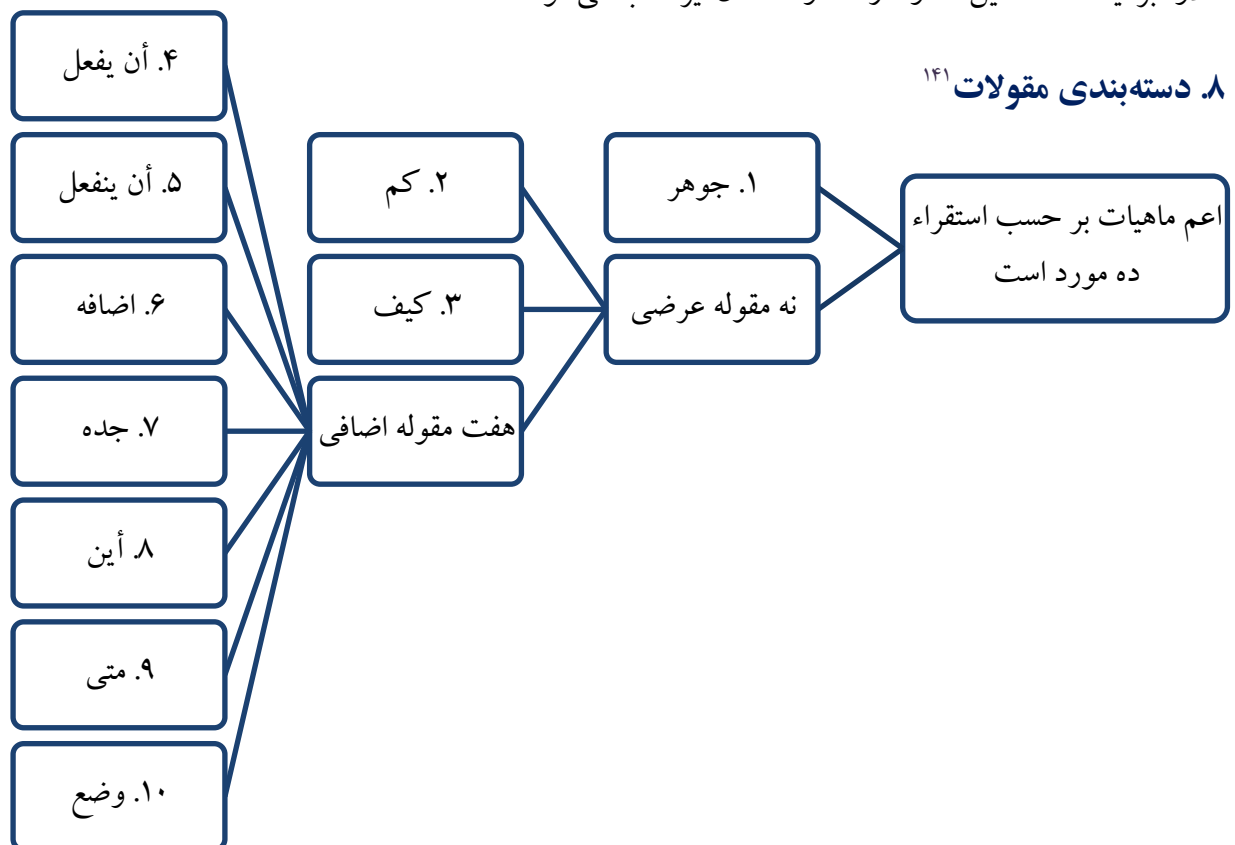 ۸. دسته‌بندی مقولات۱۴۱
اعم ماهیات بر حسب استقراء
ده مورد است
۱. جوهر
نه مقوله عرضی
۲. کم
۳. کیف
هفت مقوله اضافی
۴. أن یفعل
۵. أن ینفعل
۶. اضافه
۷. جده
۸. أین
۹. متی
۱۰. وضع